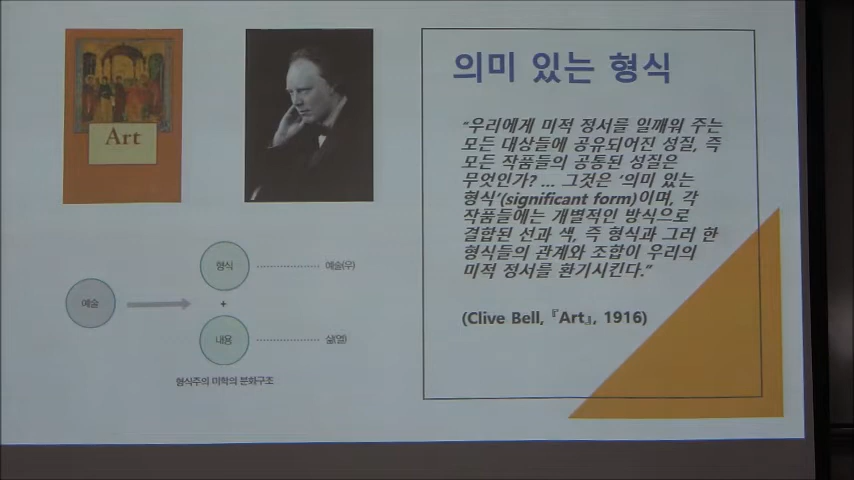 Art
의미 있는 형식
"우리에게 미적 정서를 일깨워 주는
모든 대상들에 공유되어진 성질, 즉
모든 작품들의 공통된 성질은
무엇인가? ... 그것은 '의미 있는
형식'(significant form)이며, 각
작품들에는 개별적인 방식으로
결합된 선과 색, 즉 형식과 그러 한
형식들의 관계와 조합이 우리의
미적 정서를 환기시킨다."
(Clive Bell, 『Art』, 1916)
예술
형식
예술(우)
+
내용
삶(열)
형식주의 미학의 분화구조